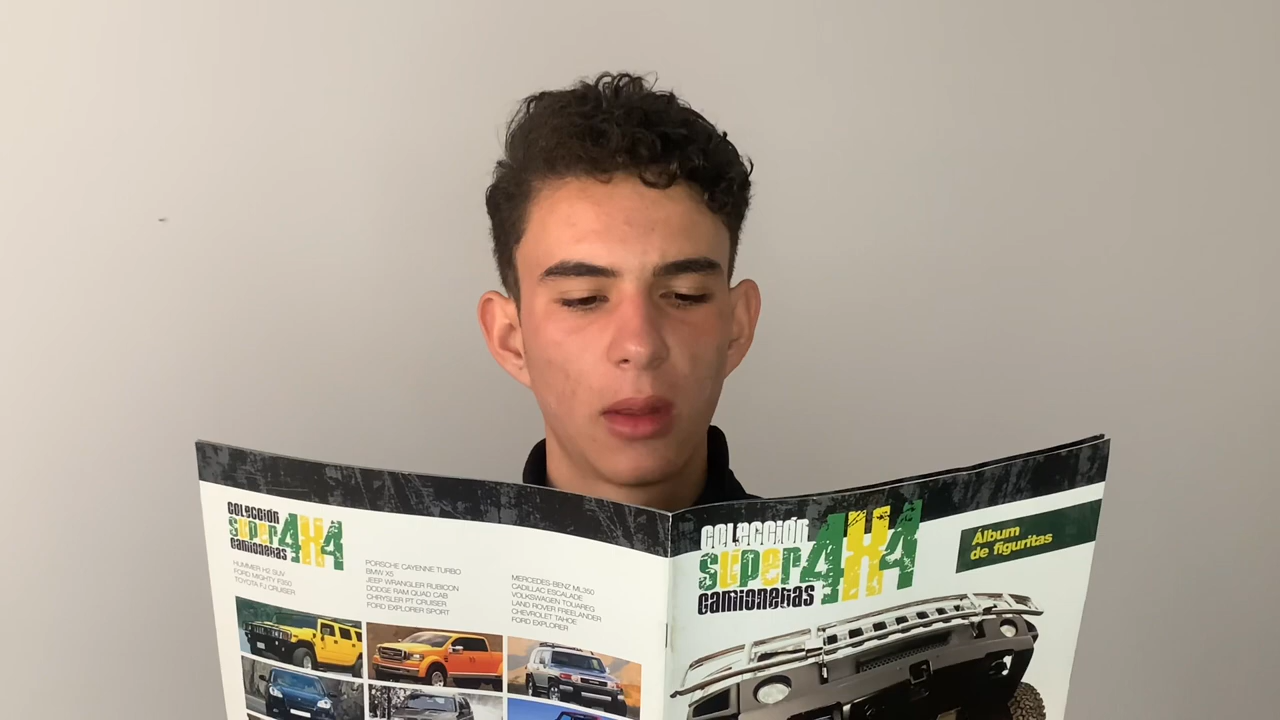 COLECCIÓN
SÚPER 4X4
camionetas
HUMMER H2 SUV
FORD MIGHTY F350
TOYOTA FJ CRUISER
PORSCHE CAYENNE TURBO
BMW X5
JEEP WRANGLER RUBICON
DODGE RAM QUAD CAB
CHRYSLER PT CRUISER
FORD EXPLORER SPORT
MERCEDES-BENZ ML350
CADILLAC ESCALADE
VOLKSWAGEN TOUAREG
LAND ROVER FREELANDER
CHEVROLET TAHOE
FORD EXPLORER
COLECCIÓN
SÚPER 4X4
camionetas
Álbum
de figuritas